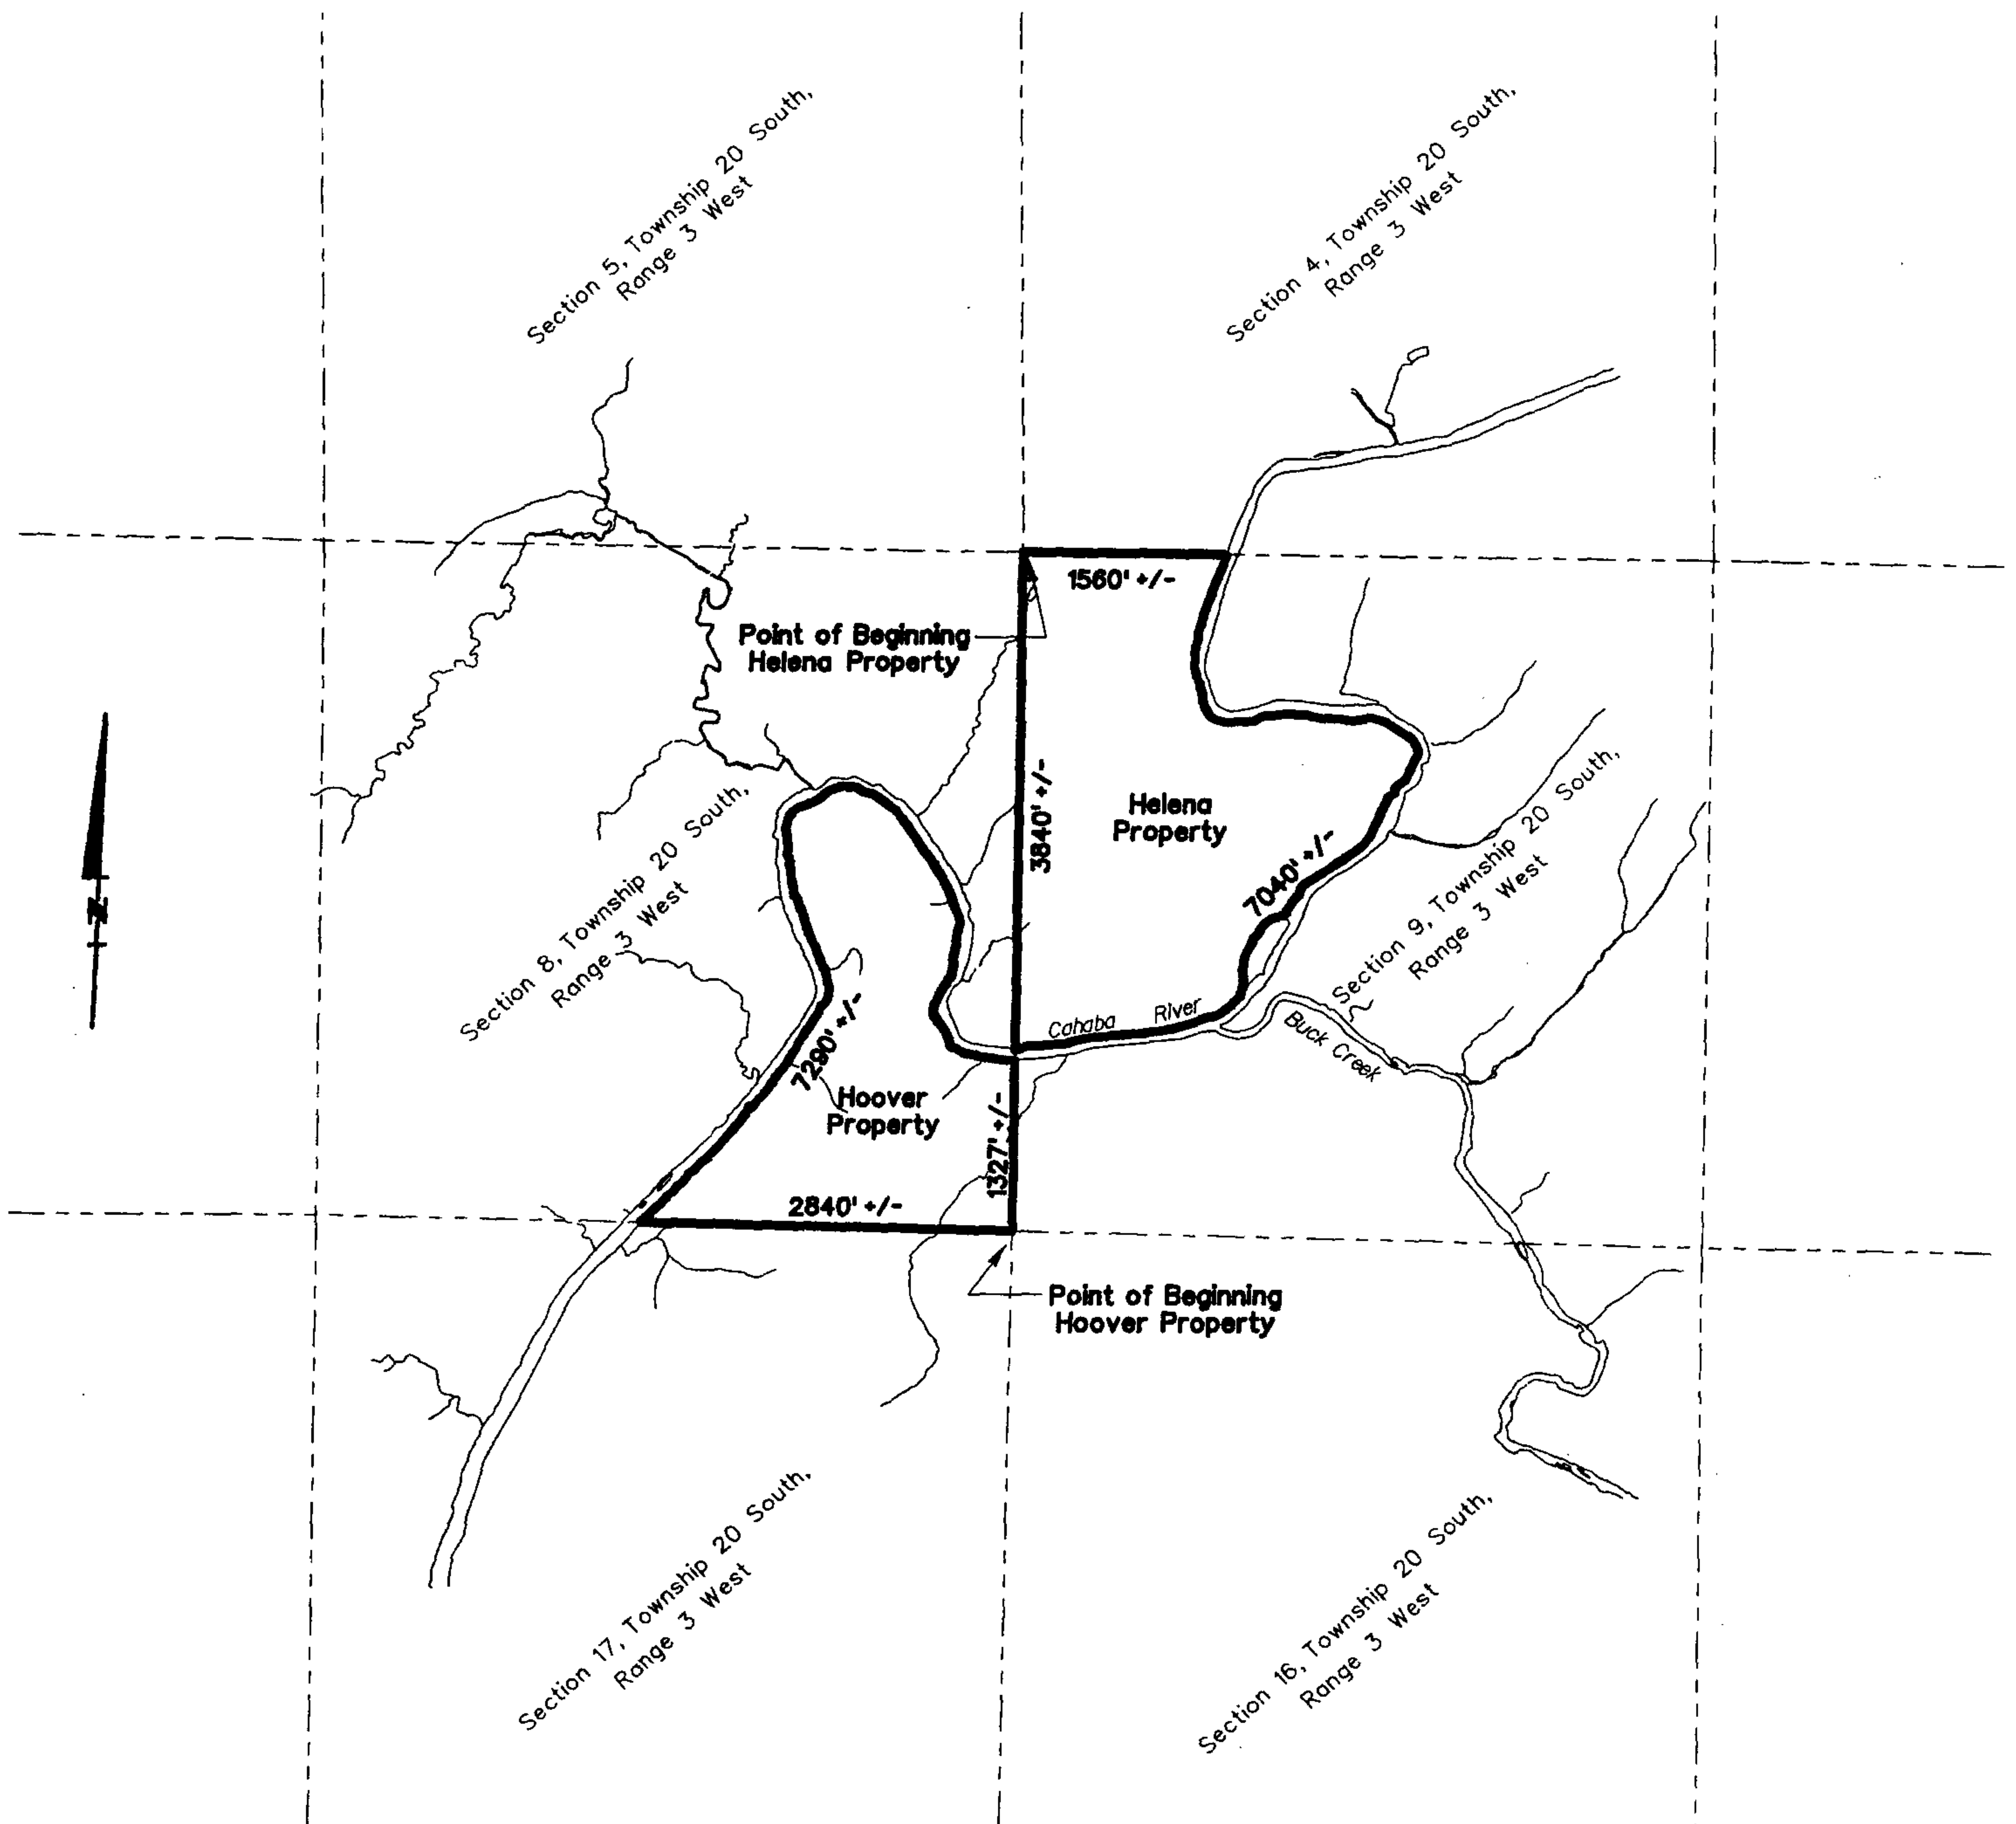 Section 5, Township 20 South,
Range 3 West
Section 4, Township 20 South,
Range 3 West
1560' +/-
Point of Beginning
Helena Property
3840' +/-
Helena
Property
7040' +/-
Section 8, Township 20 South,
Range 3 West
Section 9, Township 20 South,
Range 3 West
N
Cahaba River
Buck Creek
7290' +/-
Hoover
Property
1327' +/-
2840' +/-
Point of Beginning
Hoover Property
Section 17, Township 20 South,
Range 3 West
Section 16, Township 20 South,
Range 3 West